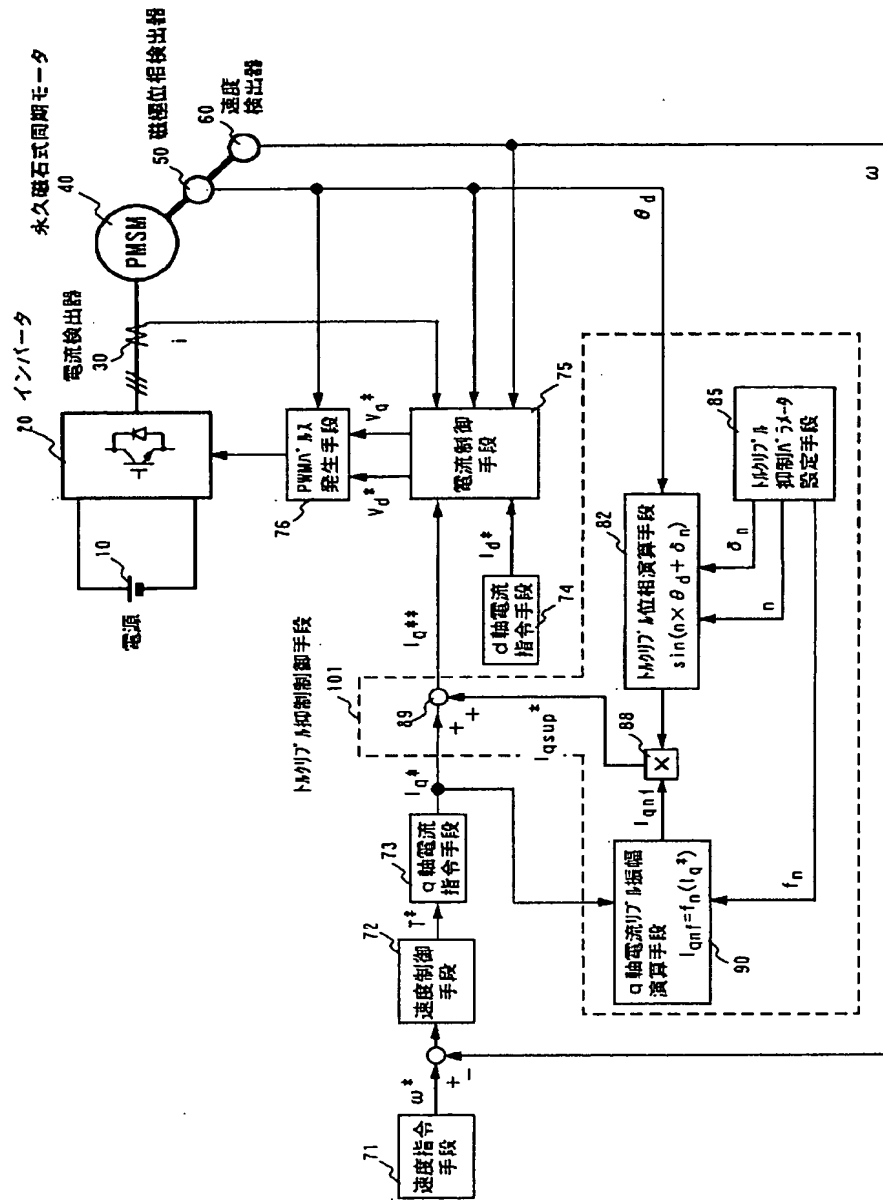 永久磁石式同期モータ
40
PMSM
50 磁極位相検出器
60
速度
検出器
20 インバータ
電流検出器
30
i
10
電源
PWMパルス
発生手段
76
Vd*
Vq*
電流制御
手段
75
Id*
d軸電流
指令手段
74
Iq**
トルクリプル抑制制御手段
101
89
+
+
Iqsup*
Iq*
73
q軸電流
指令手段
T*
72
速度制御
手段
ω*
+
-
71
速度指令
手段
ω
θd
82
トルクリプル位相演算手段
sin(n×θd+δn)
85
トルクリプル
抑制パラメータ
設定手段
δn
n
fn
88
×
Iqnf
q軸電流リプル振幅
演算手段
Iqnf=fn(Iq*)
90